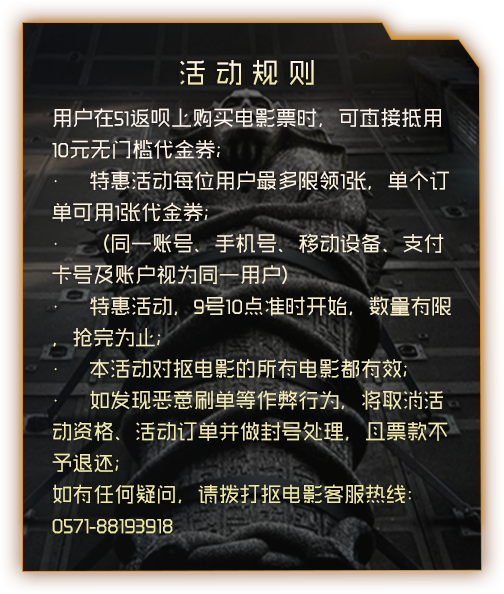 活动规则
用户在51返呗上购买电影票时，可直接抵用
10元无门槛代金券；
· 特惠活动每位用户最多限领1张，单个订
单可用1张代金券；
· （同一账号、手机号、移动设备、支付
卡号及账户视为同一用户）
· 特惠活动，9号10点准时开始，数量有限
，抢完为止；
· 本活动对抠电影的所有电影都有效；
· 如发现恶意刷单等作弊行为，将取消活
动资格、活动订单并做封号处理，且票款不
予退还；
如有任何疑问，请拨打抠电影客服热线：
0571-88193918